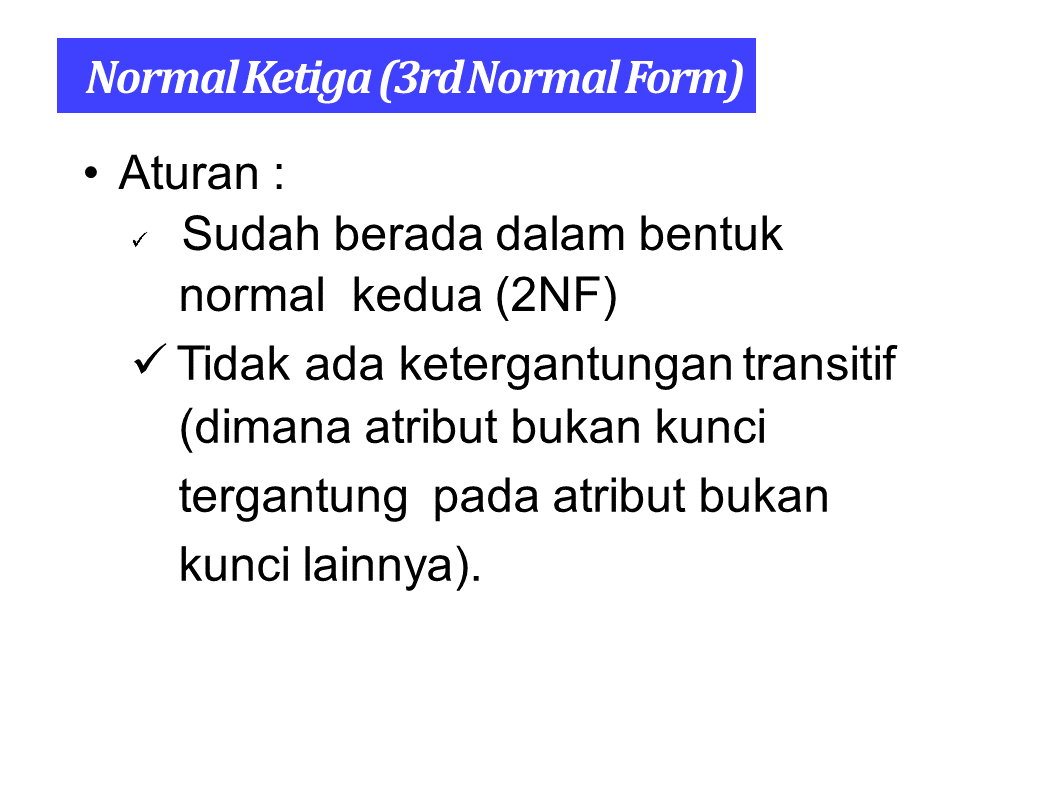 Normal Ketiga (3rd Normal Form)
• Aturan :
✓ Sudah berada dalam bentuk
normal kedua (2NF)
✓ Tidak ada ketergantungan transitif
(dimana atribut bukan kunci
tergantung pada atribut bukan
kunci lainnya).